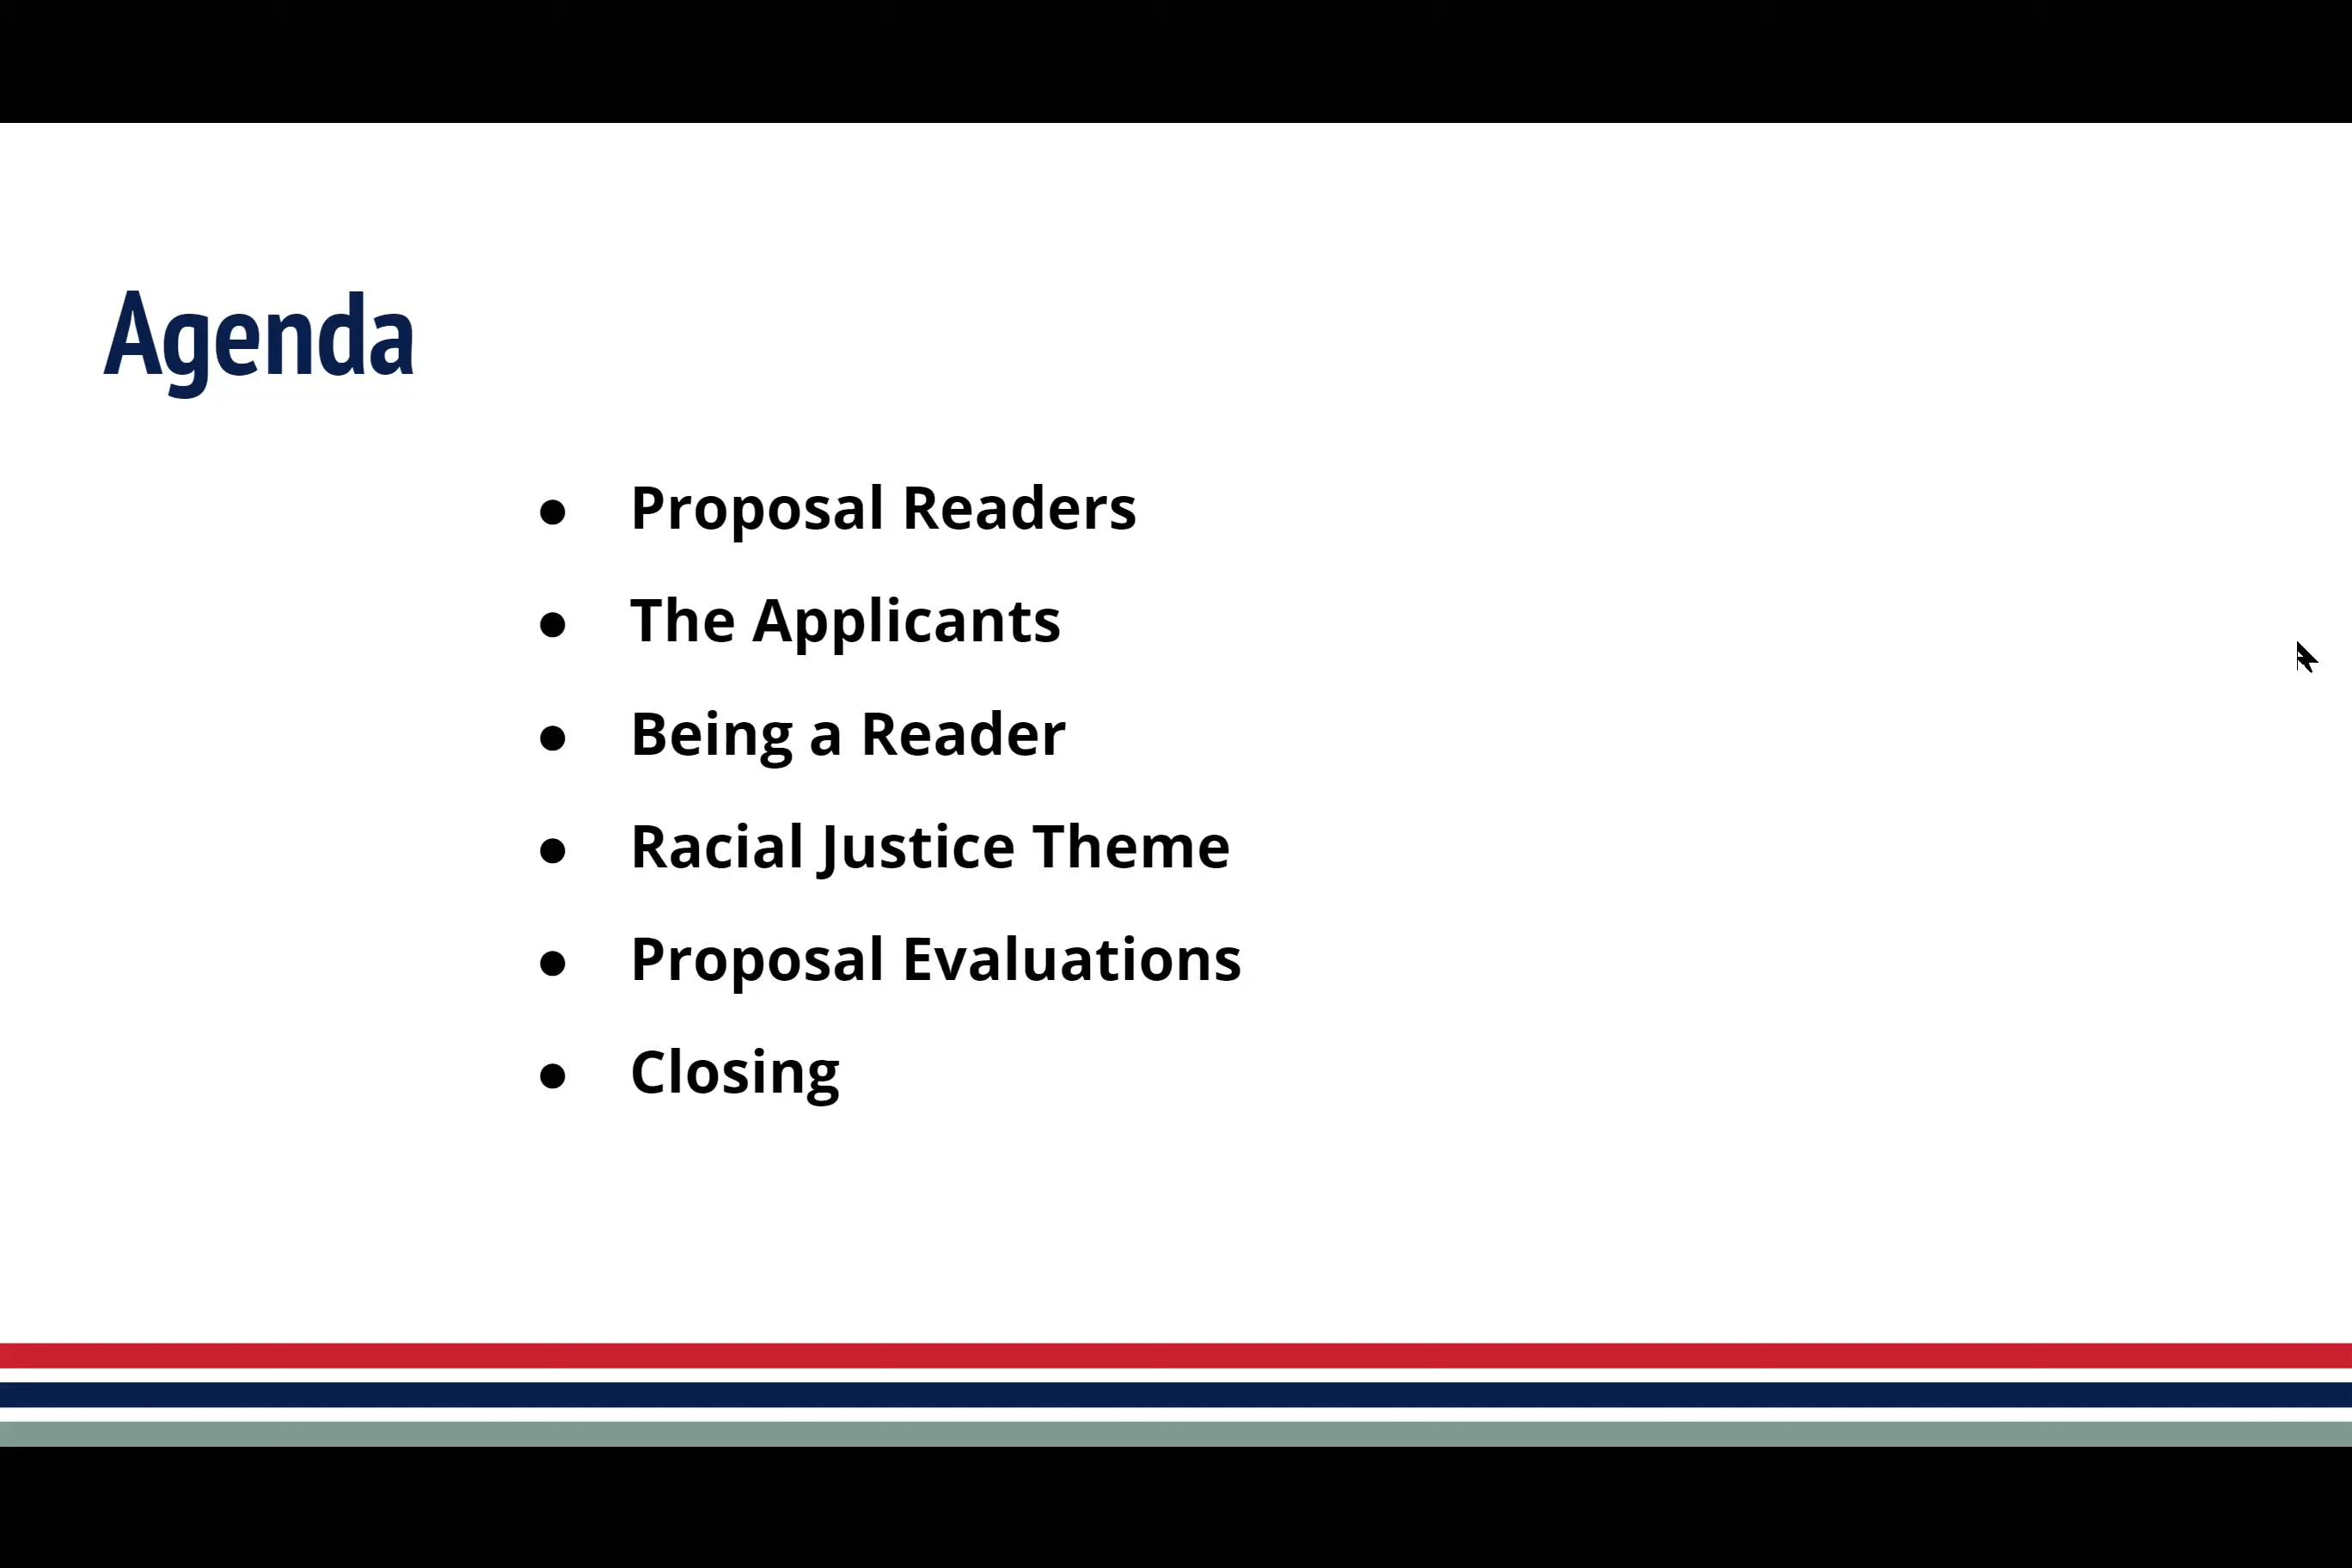 Agenda
● Proposal Readers
● The Applicants
● Being a Reader
● Racial Justice Theme
● Proposal Evaluations
● Closing